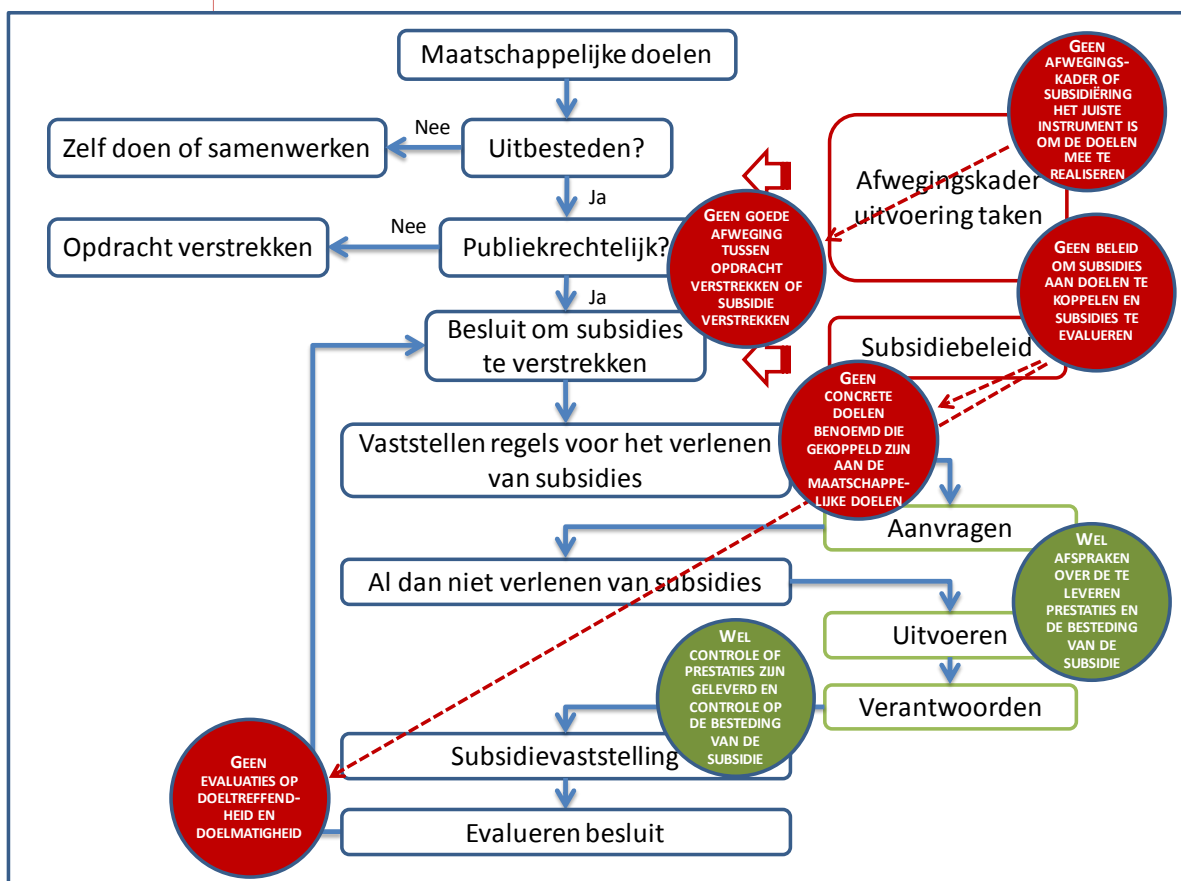 Maatschappelijke doelen
GEEN
AFWEGINGS-
KADER OF
SUBSIDIËRING
HET JUISTE
INSTRUMENT IS
OM DE DOELEN
MEE TE
REALISEREN
Nee
Zelf doen of samenwerken
Uitbesteden?
Ja
Afwegingskader
uitvoering taken
Nee
Opdracht verstrekken
Publiekrechtelijk?
GEEN GOEDE
AFWEGING
TUSSEN
OPDRACHT
VERSTREKKEN OF
SUBSIDIE
VERSTREKKEN
GEEN BELEID
OM SUBSIDIES
AAN DOELEN TE
KOPPELEN EN
SUBSIDIES TE
EVALUEREN
Ja
Besluit om subsidies
te verstrekken
Subsidiebeleid
GEEN
CONCRETE
DOELEN
BENOEMD DIE
GEKOPPELD ZIJN
AAN DE
MAATSCHAPPE-
LIJKE DOELEN
Vaststellen regels voor het verlenen
van subsidies
Aanvragen
WEL
AFSPRAKEN
OVER DE TE
LEVEREN
PRESTATIES EN
DE BESTEDING
VAN DE
SUBSIDIE
Al dan niet verlenen van subsidies
Uitvoeren
WEL
CONTROLE OF
PRESTATIES ZIJN
GELEVERD EN
CONTROLE OP
DE BESTEDING
VAN DE
SUBSIDIE
Verantwoorden
Subsidievaststelling
GEEN
EVALUATIES OP
DOELTREFFEND-
HEID EN
DOELMATIGHEID
Evalueren besluit